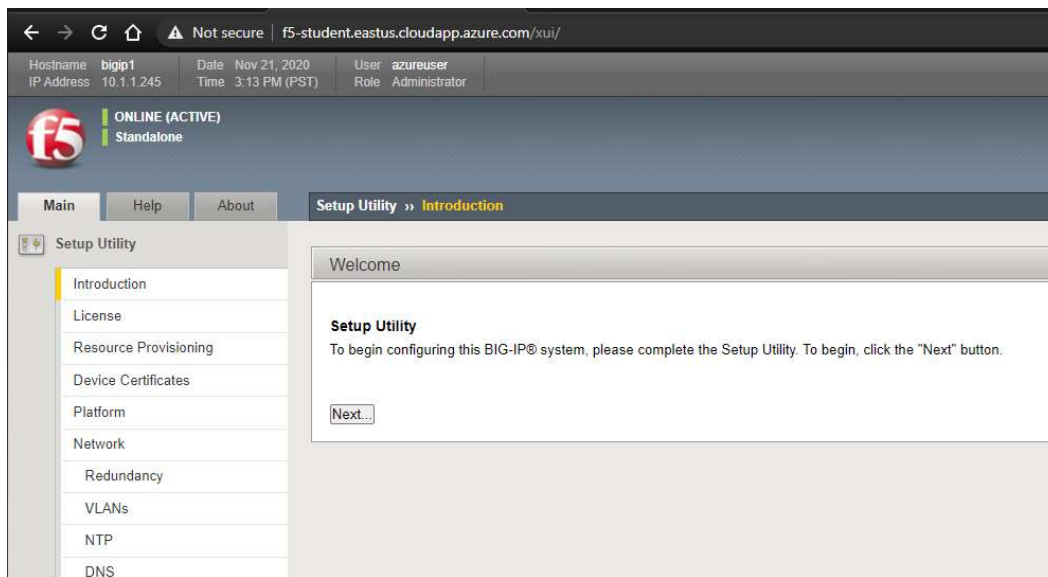 Not secure f5-student.eastus.cloudapp.azure.com/xui/
Hostname bigip1 Date Nov 21, 2020 User azureuser
IP Address 10.1.1.245 Time 3:13 PM (PST) Role Administrator
f5
ONLINE (ACTIVE)
Standalone
Main Help About
Setup Utility ›› Introduction
Setup Utility
Introduction
License
Resource Provisioning
Device Certificates
Platform
Network
Redundancy
VLANs
NTP
DNS
Welcome
Setup Utility
To begin configuring this BIG-IP® system, please complete the Setup Utility. To begin, click the "Next" button.
Next...